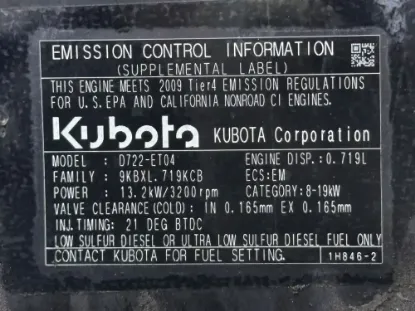 EMISSION CONTROL INFORMATION
(SUPPLEMENTAL LABEL)
THIS ENGINE MEETS 2009 Tier4 EMISSION REGULATIONS
FOR U.S.EPA AND CALIFORNIA NONROAD CI ENGINES.
Kubota KUBOTA Corporation
MODEL : D722-ET04 ENGINE DISP.:0.719L
FAMILY : 9KBXL.719KCB ECS:EM
POWER : 13.2kW/3200rpm CATEGORY:8-19kW
VALVE CLEARANCE(COLD): IN 0.165mm EX 0.165mm
INJ.TIMING: 21 DEG BTDC
LOW SULFUR DIESEL OR ULTRA LOW SULFUR DIESEL FUEL ONLY
CONTACT KUBOTA FOR FUEL SETTING. 1H846-2